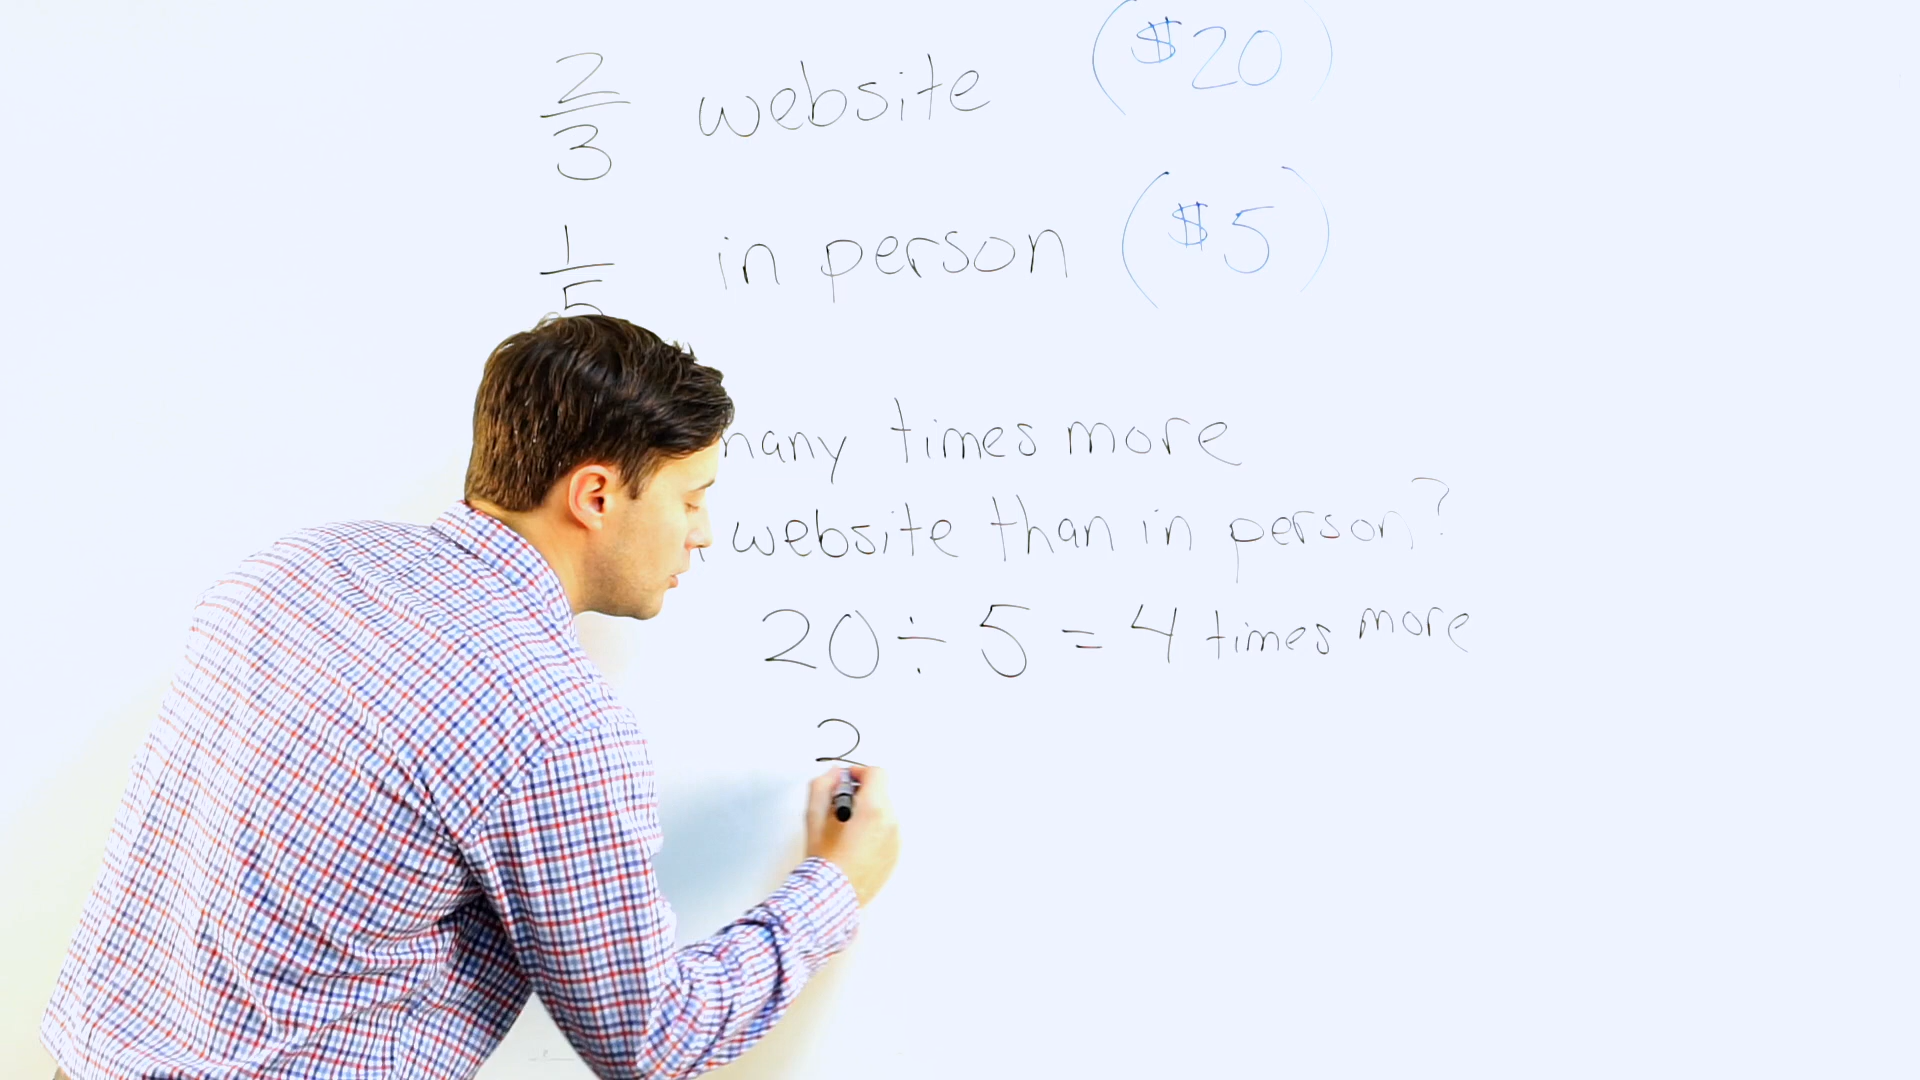 2/3 website ($20)
1/5 in person ($5)
many times more
website than in person?
20 ÷ 5 = 4 times more
2